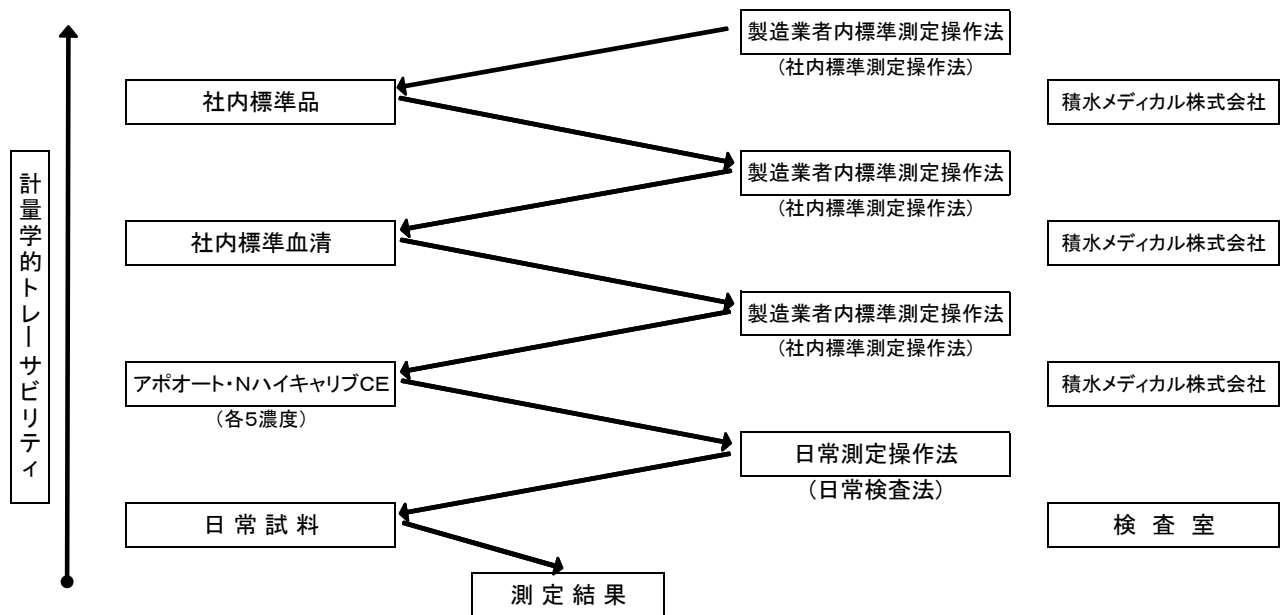 製造業者内標準測定操作法
(社内標準測定操作法)
社内標準品
積水メディカル株式会社
製造業者内標準測定操作法
(社内標準測定操作法)
計量学的トレーサビリティ
社内標準血清
積水メディカル株式会社
製造業者内標準測定操作法
(社内標準測定操作法)
アポオート・NハイキャリブCE
(各5濃度)
積水メディカル株式会社
日常測定操作法
(日常検査法)
日常試料
検査室
測定結果